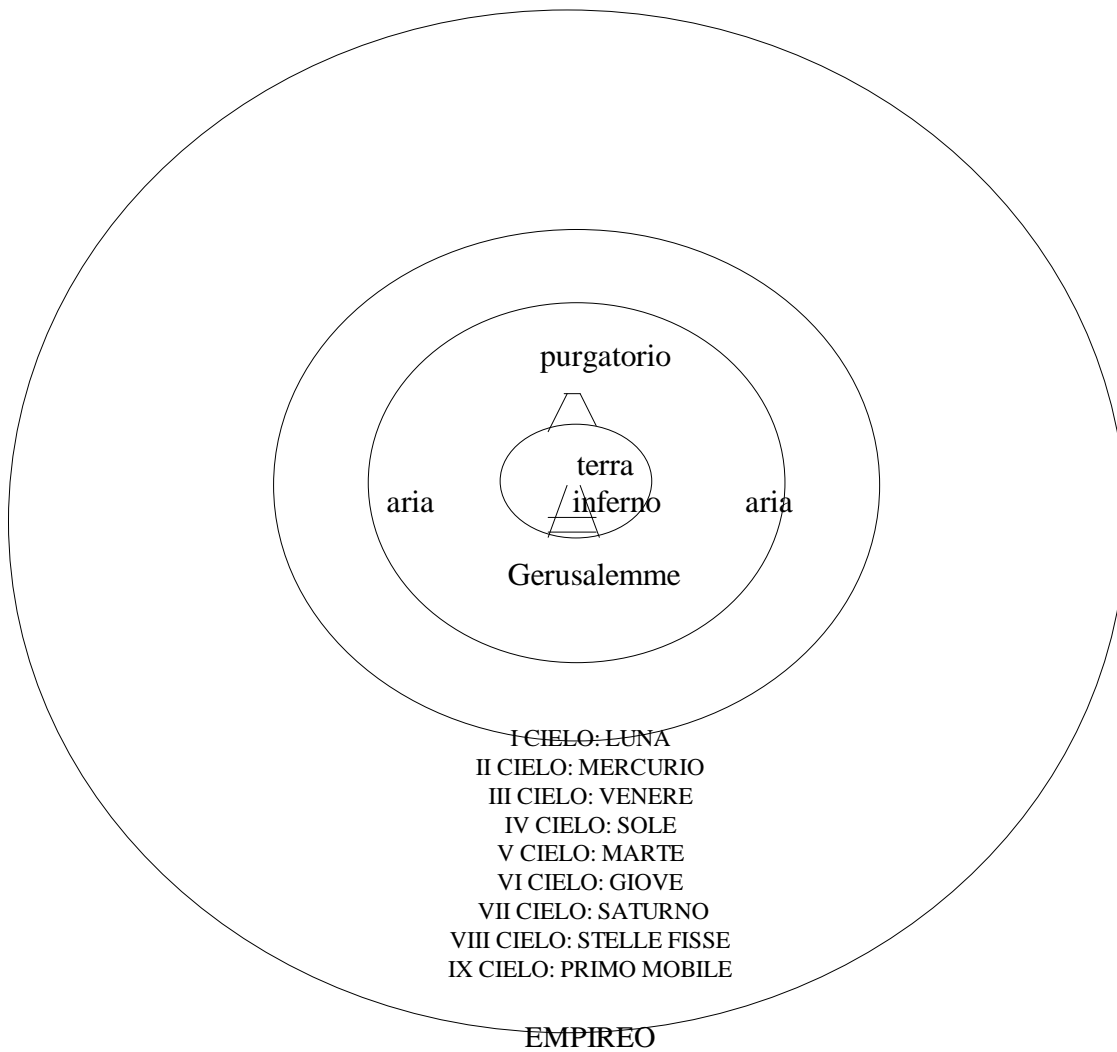 purgatorio
terra
aria inferno aria
Gerusalemme
I CIELO: LUNA
II CIELO: MERCURIO
III CIELO: VENERE
IV CIELO: SOLE
V CIELO: MARTE
VI CIELO: GIOVE
VII CIELO: SATURNO
VIII CIELO: STELLE FISSE
IX CIELO: PRIMO MOBILE
EMPIREO